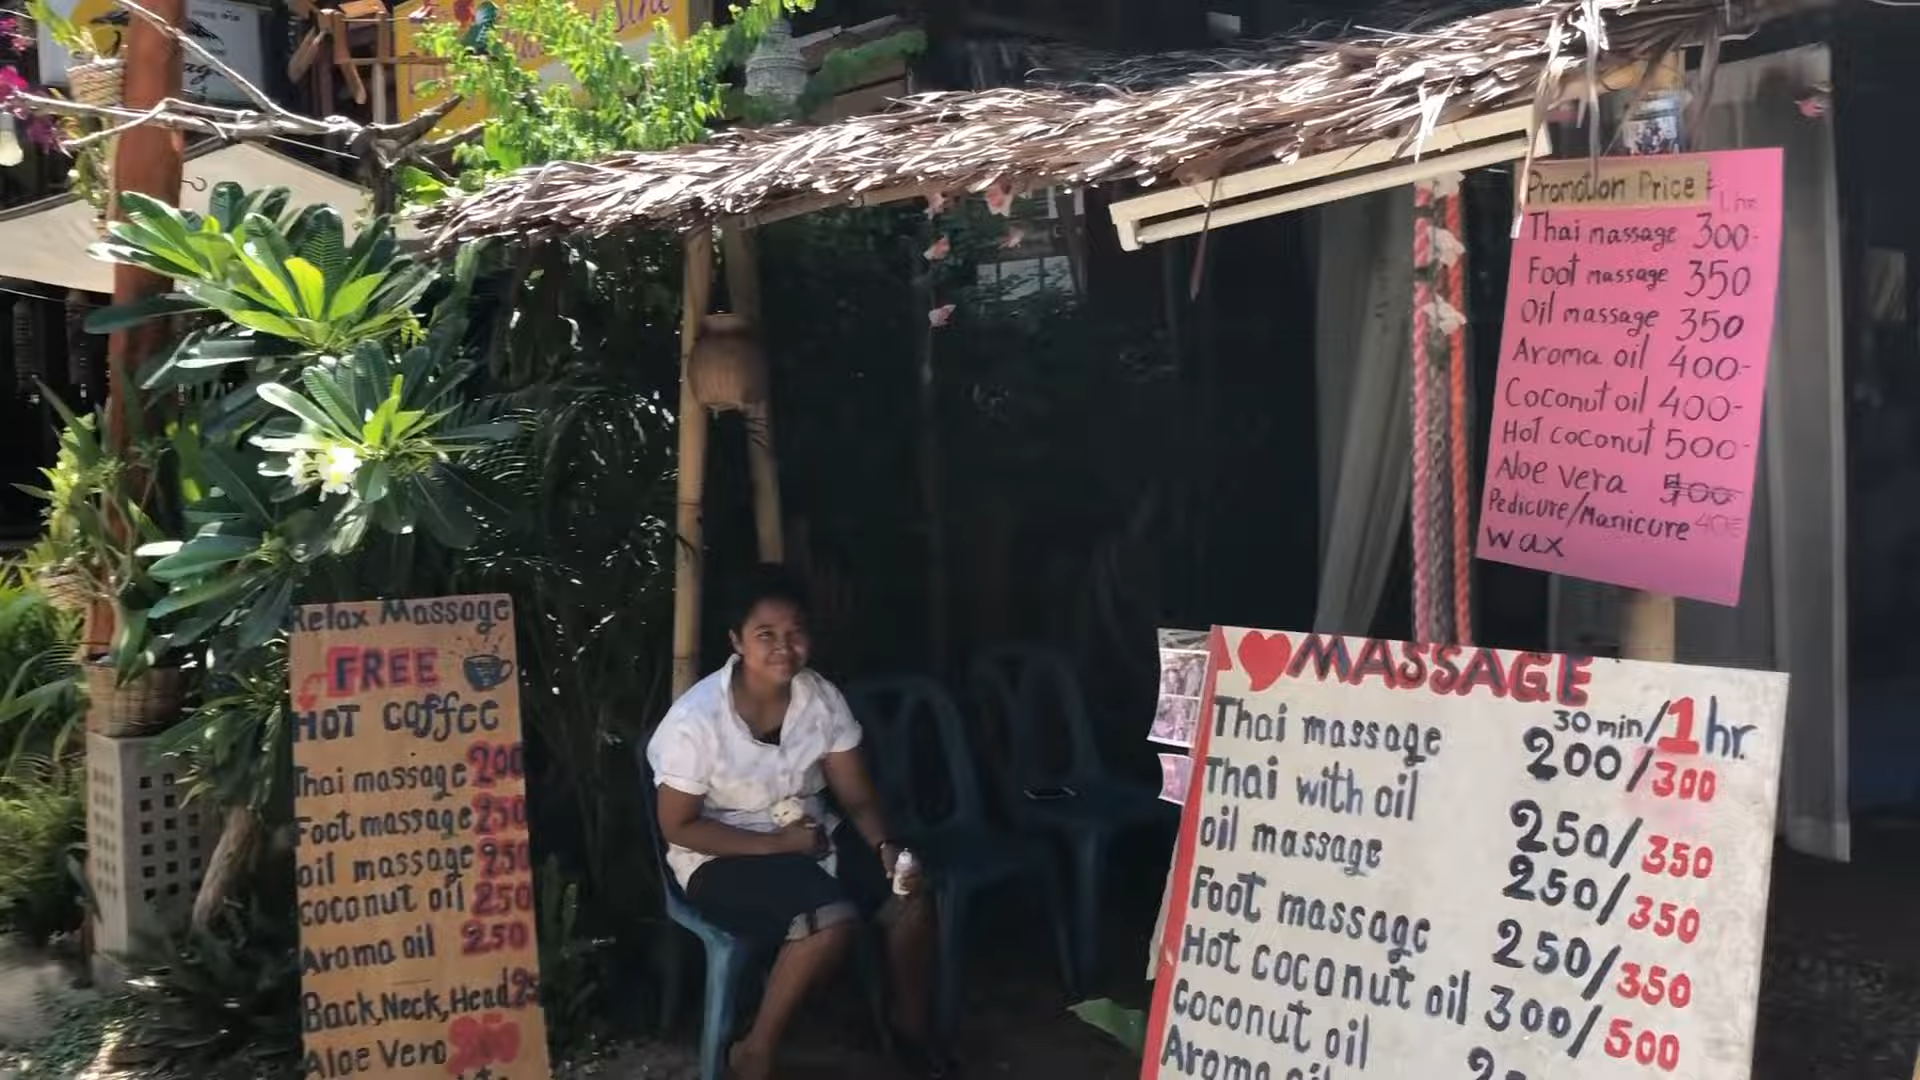 Relax Massage
FREE
HOT coffee
Thai massage 200
Foot massage 250
oil massage 250
coconut oil 250
Aroma oil 250
Back, Neck, Head
Aloe Vera
Promotion Price
1 hr
Thai massage 300-
Foot massage 350
Oil massage 350
Aroma oil 400-
Coconut oil 400-
Hot coconut 500-
Aloe vera
Pedicure/Manicure
wax
MASSAGE
30 min/1 hr.
Thai massage 200/300
Thai with oil 250/350
oil massage 250/350
Foot massage 250/350
Hot coconut oil 300/500
coconut oil
Aroma